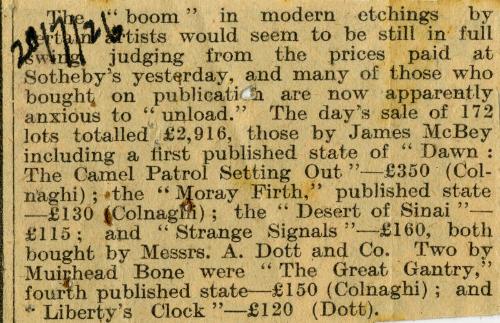 20/7/26
The "boom" in modern etchings by
certain artists would seem to be still in full
swing judging from the prices paid at
Sotheby's yesterday, and many of those who
bought on publication are now apparently
anxious to "unload." The day's sale of 172
lots totalled £2,916, those by James McBey
including a first published state of "Dawn :
The Camel Patrol Setting Out"—£350 (Col-
naghi) ; the "Moray Firth," published state
—£130 (Colnaghi) ; the "Desert of Sinai"—
£115 ; and "Strange Signals"—£160, both
bought by Messrs. A. Dott and Co. Two by
Muirhead Bone were "The Great Gantry,"
fourth published state—£150 (Colnaghi) ; and
"Liberty's Clock"—£120 (Dott).